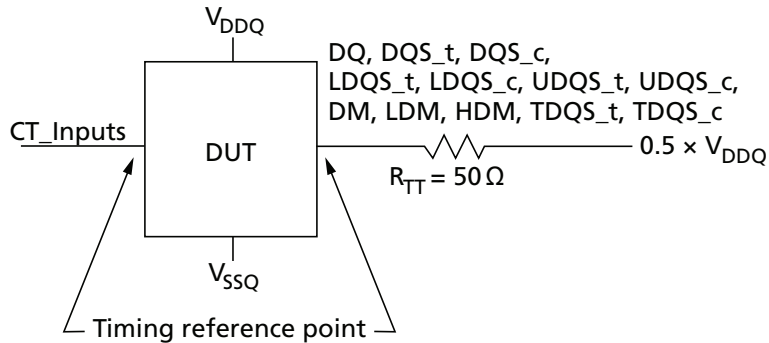 V_DDQ
DQ, DQS_t, DQS_c,
LDQS_t, LDQS_c, UDQS_t, UDQS_c,
DM, LDM, HDM, TDQS_t, TDQS_c
CT_Inputs
DUT
0.5 × V_DDQ
R_TT = 50 Ω
V_SSQ
Timing reference point